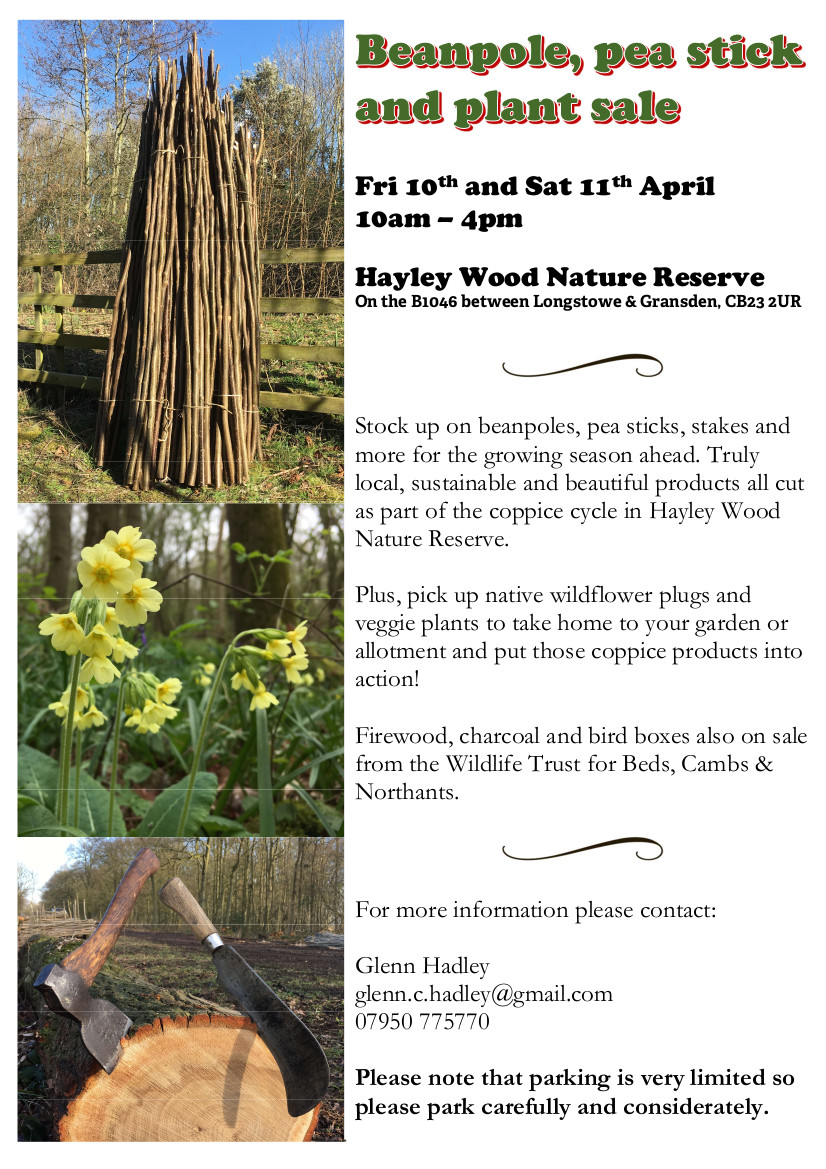 Beanpole, pea stick
and plant sale
Fri 10th and Sat 11th April
10am – 4pm
Hayley Wood Nature Reserve
On the B1046 between Longstowe & Gransden, CB23 2UR
Stock up on beanpoles, pea sticks, stakes and
more for the growing season ahead. Truly
local, sustainable and beautiful products all cut
as part of the coppice cycle in Hayley Wood
Nature Reserve.
Plus, pick up native wildflower plugs and
veggie plants to take home to your garden or
allotment and put those coppice products into
action!
Firewood, charcoal and bird boxes also on sale
from the Wildlife Trust for Beds, Cambs &
Northants.
For more information please contact:
Glenn Hadley
glenn.c.hadley@gmail.com
07950 775770
Please note that parking is very limited so
please park carefully and considerately.